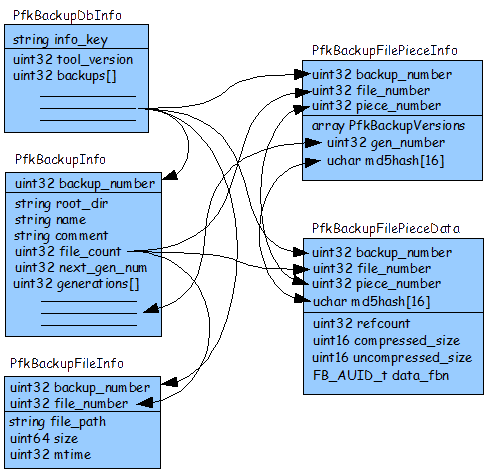 PfkBackupDbInfo
string info_key
uint32 tool_version
uint32 backups[]
PfkBackupInfo
uint32 backup_number
string root_dir
string name
string comment
uint32 file_count
uint32 next_gen_num
uint32 generations[]
PfkBackupFileInfo
uint32 backup_number
uint32 file_number
string file_path
uint64 size
uint32 mtime
PfkBackupFilePieceInfo
uint32 backup_number
uint32 file_number
uint32 piece_number
array PfkBackupVersions
uint32 gen_number
uchar md5hash[16]
PfkBackupFilePieceData
uint32 backup_number
uint32 file_number
uint32 piece_number
uchar md5hash[16]
uint32 refcount
uint16 compressed_size
uint16 uncompressed_size
FB_AUID_t data_fbn